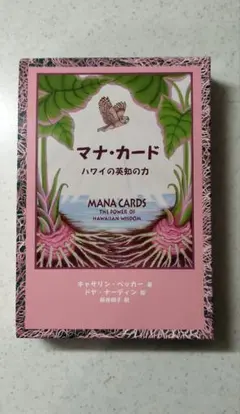 マナ・カード
ハワイの英知の力
MANA CARDS
THE POWER OF
HAWAIIAN WISDOM
キャサリン・ベッカー 著
ドヤ・ナーディン 絵